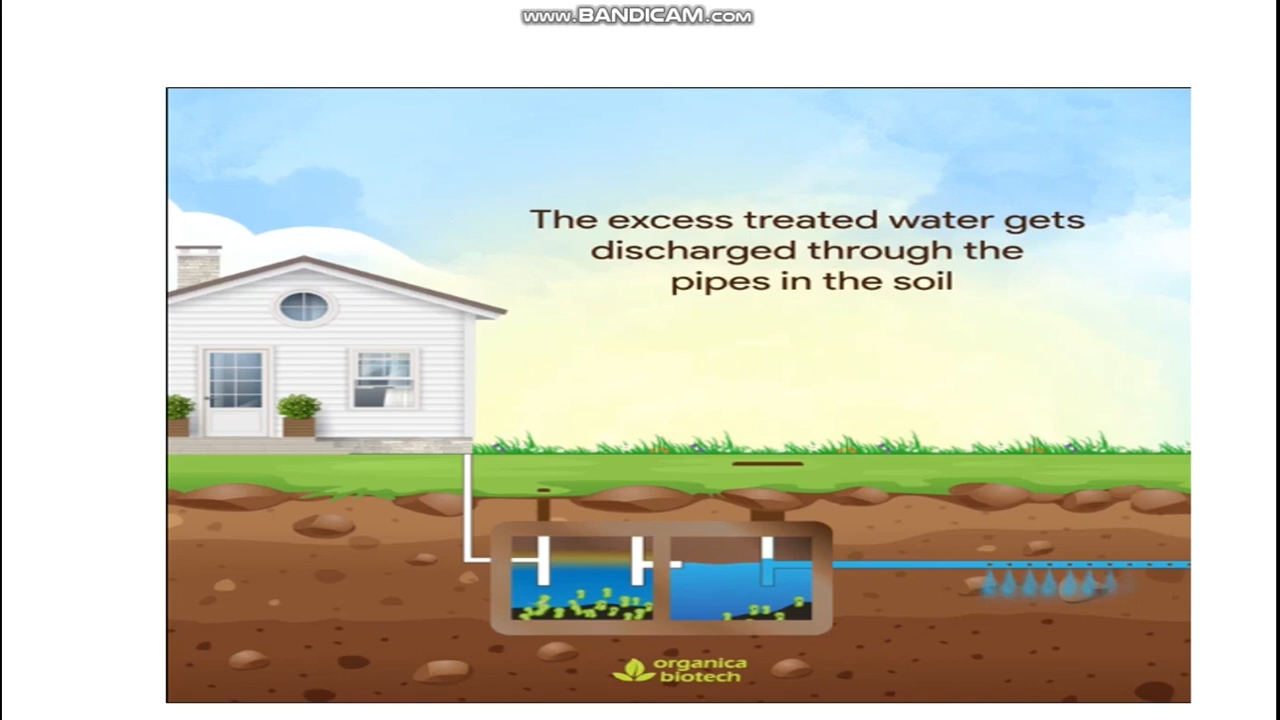 www.BANDICAM.com
The excess treated water gets
discharged through the
pipes in the soil
organica
biotech